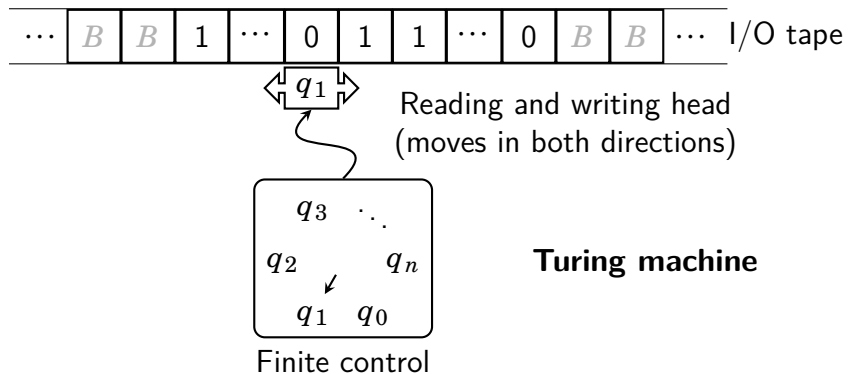 ... B B 1 ... 0 1 1 ... 0 B B ... I/O tape
q₁
Reading and writing head
(moves in both directions)
q₃ ⋱
q₂ qₙ
Turing machine
q₁ q₀
Finite control